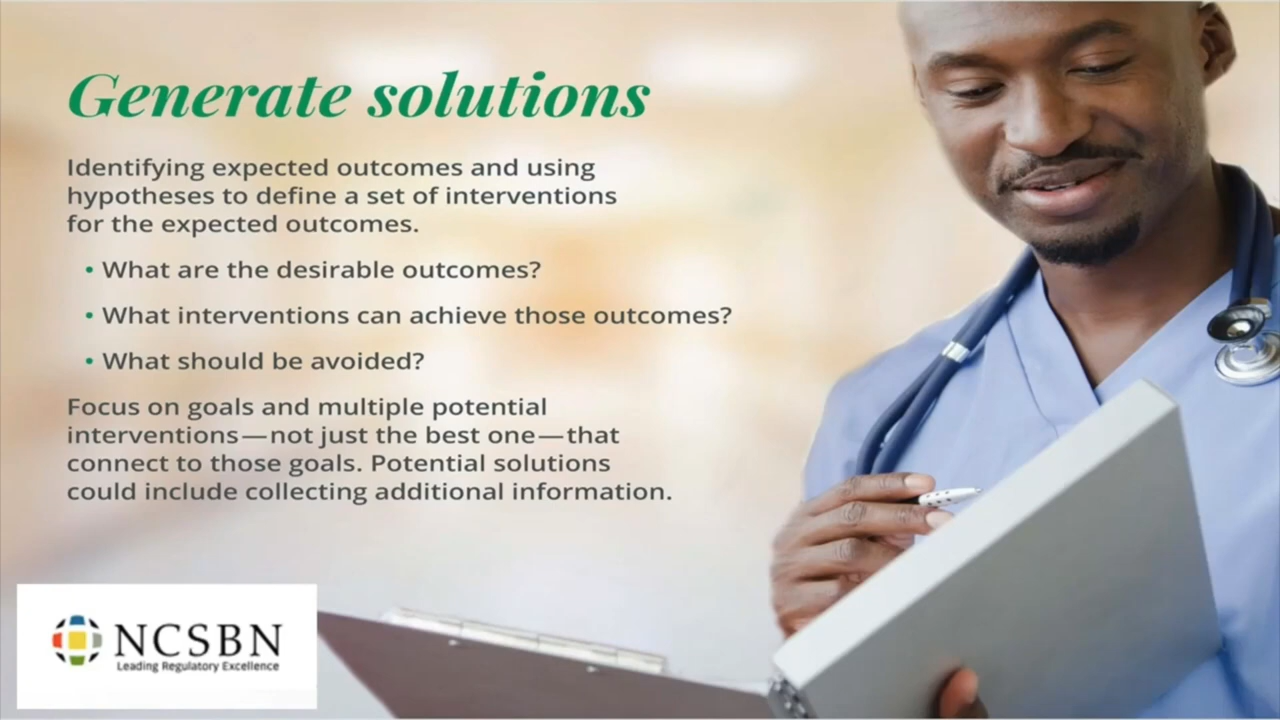 Generate solutions
Identifying expected outcomes and using
hypotheses to define a set of interventions
for the expected outcomes.
• What are the desirable outcomes?
• What interventions can achieve those outcomes?
• What should be avoided?
Focus on goals and multiple potential
interventions—not just the best one—that
connect to those goals. Potential solutions
could include collecting additional information.
NCSBN
Leading Regulatory Excellence